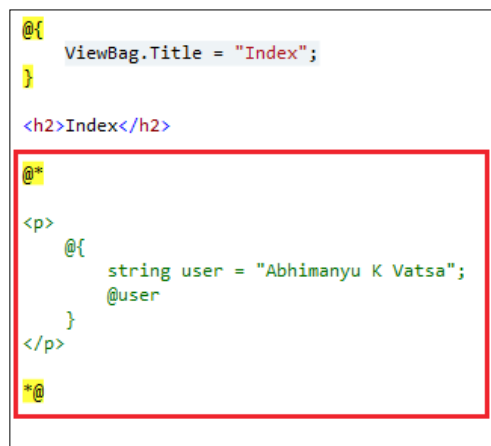 @{
    ViewBag.Title = "Index";
}
<h2>Index</h2>
@*
<p>
    @{
        string user = "Abhimanyu K Vatsa";
        @user
    }
</p>
*@